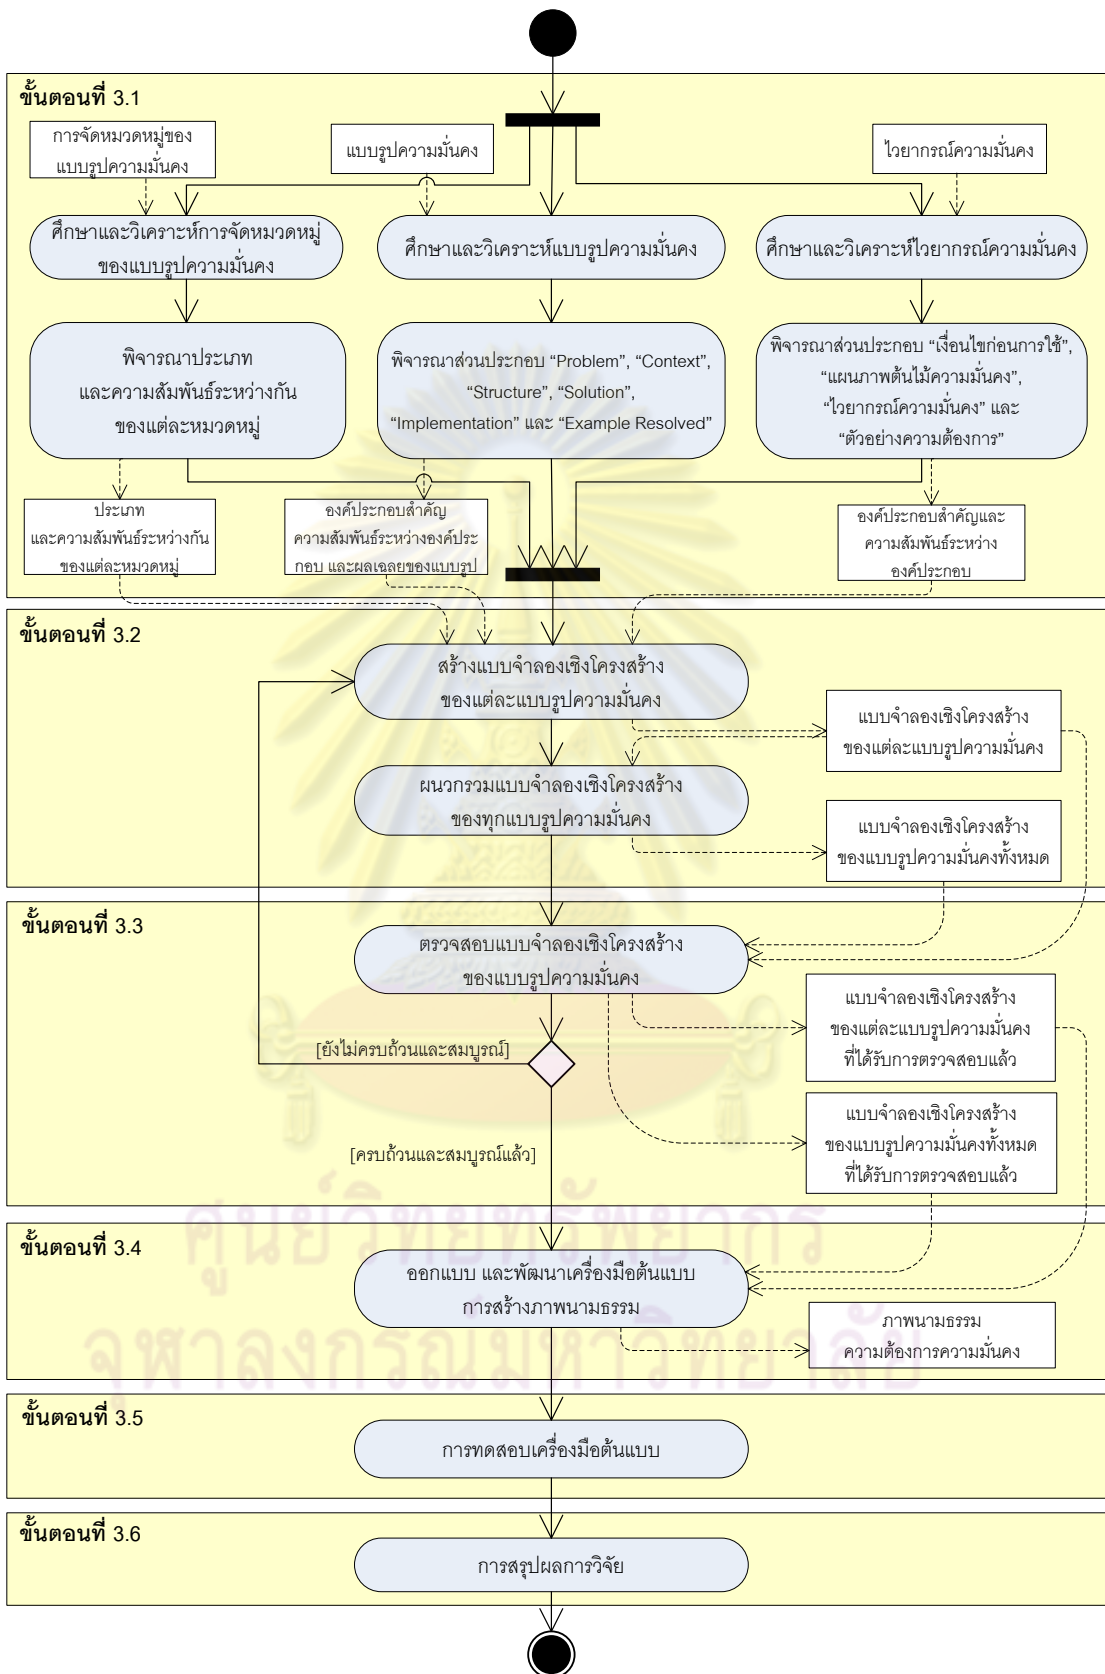 ขั้นตอนที่ 3.1
การจัดหมวดหมู่ของ
แบบรูปความมั่นคง
แบบรูปความมั่นคง
ไวยากรณ์ความมั่นคง
ศึกษาและวิเคราะห์การจัดหมวดหมู่
ของแบบรูปความมั่นคง
ศึกษาและวิเคราะห์แบบรูปความมั่นคง
ศึกษาและวิเคราะห์ไวยากรณ์ความมั่นคง
พิจารณาประเภท
และความสัมพันธ์ระหว่างกัน
ของแต่ละหมวดหมู่
พิจารณาส่วนประกอบ “Problem”, “Context”,
“Structure”, “Solution”,
“Implementation” และ “Example Resolved”
พิจารณาส่วนประกอบ “เงื่อนไขก่อนการใช้”,
“แผนภาพต้นไม้ความมั่นคง”,
“ไวยากรณ์ความมั่นคง” และ
“ตัวอย่างความต้องการ”
ประเภท
และความสัมพันธ์ระหว่างกัน
ของแต่ละหมวดหมู่
องค์ประกอบสำคัญ
ความสัมพันธ์ระหว่างองค์ประ
กอบ และผลเฉลยของแบบรูป
องค์ประกอบสำคัญและ
ความสัมพันธ์ระหว่าง
องค์ประกอบ
ขั้นตอนที่ 3.2
สร้างแบบจำลองเชิงโครงสร้าง
ของแต่ละแบบรูปความมั่นคง
แบบจำลองเชิงโครงสร้าง
ของแต่ละแบบรูปความมั่นคง
ผนวกรวมแบบจำลองเชิงโครงสร้าง
ของทุกแบบรูปความมั่นคง
แบบจำลองเชิงโครงสร้าง
ของแบบรูปความมั่นคงทั้งหมด
ขั้นตอนที่ 3.3
ตรวจสอบแบบจำลองเชิงโครงสร้าง
ของแบบรูปความมั่นคง
แบบจำลองเชิงโครงสร้าง
ของแต่ละแบบรูปความมั่นคง
ที่ได้รับการตรวจสอบแล้ว
[ยังไม่ครบถ้วนและสมบูรณ์]
แบบจำลองเชิงโครงสร้าง
ของแบบรูปความมั่นคงทั้งหมด
ที่ได้รับการตรวจสอบแล้ว
[ครบถ้วนและสมบูรณ์แล้ว]
ศูนย์วิทยทรัพยากร
ขั้นตอนที่ 3.4
ออกแบบ และพัฒนาเครื่องมือต้นแบบ
การสร้างภาพนามธรรม
ภาพนามธรรม
ความต้องการความมั่นคง
จุฬาลงกรณ์มหาวิทยาลัย
ขั้นตอนที่ 3.5
การทดสอบเครื่องมือต้นแบบ
ขั้นตอนที่ 3.6
การสรุปผลการวิจัย